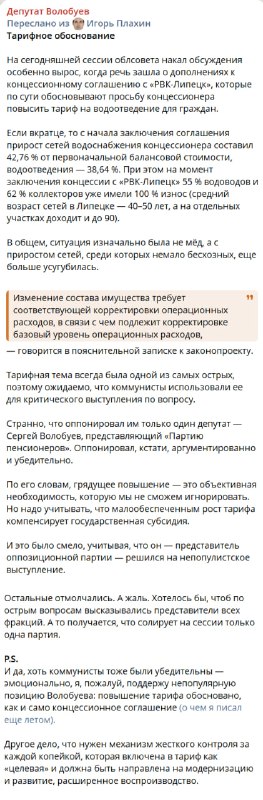 Депутат Волобуев
Переслано из Игорь Плахин
Тарифное обоснование
На сегодняшней сессии облсовета накал обсуждения
особенно вырос, когда речь зашла о дополнениях к
концессионному соглашению с «РВК-Липецк», которые
по сути обосновывают просьбу концессионера
повысить тариф на водоотведение для граждан.
Если вкратце, то с начала заключения соглашения
прирост сетей водоснабжения концессионера составил
42,76 % от первоначальной балансовой стоимости,
водоотведения — 38,64 %. При этом на момент
заключения концессии с «РВК-Липецк» 55 % водоводов и
62 % коллекторов уже имели 100 % износ (средний
возраст сетей в Липецке — 40–50 лет, а на отдельных
участках доходит и до 90).
В общем, ситуация изначально была не мёд, а с
приростом сетей, среди которых немало бесхозных, еще
больше усугубилась.
Изменение состава имущества требует
соответствующей корректировки операционных
расходов, в связи с чем подлежит корректировке
базовый уровень операционных расходов,
— говорится в пояснительной записке к законопроекту.
Тарифная тема всегда была одной из самых острых,
поэтому ожидаемо, что коммунисты использовали ее
для критического выступления по вопросу.
Странно, что оппонировал им только один депутат —
Сергей Волобуев, представляющий «Партию
пенсионеров». Оппонировал, кстати, аргументированно
и убедительно.
По его словам, грядущее повышение — это объективная
необходимость, которую мы не сможем игнорировать.
Но надо учитывать, что малообеспеченным рост тарифа
компенсирует государственная субсидия.
И это было смело, учитывая, что он — представитель
оппозиционной партии — решился на непопулистское
выступление.
Остальные отмолчались. А жаль. Хотелось бы, чтоб по
острым вопросам высказывались представители всех
фракций. А то получается, что солирует на сессии только
одна партия.
P.S.
И да, хоть коммунисты тоже были убедительны —
эмоционально, я, пожалуй, поддержу непопулярную
позицию Волобуева: повышение тарифа обосновано,
как и само концессионное соглашение (о чем я писал
еще летом).
Другое дело, что нужен механизм жесткого контроля за
каждой копейкой, которая включена в тариф как
«целевая» и должна быть направлена на модернизацию
и развитие, расширенное воспроизводство.